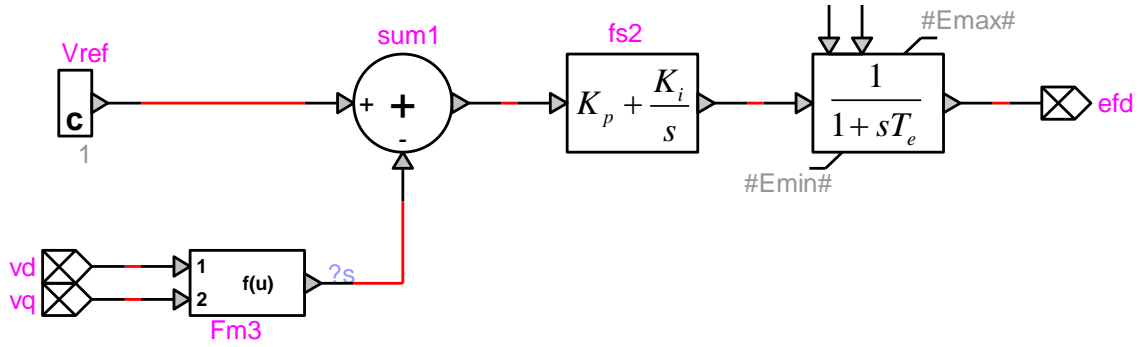 Vref
c
1
sum1
+
+
-
fs2
K_p + K_i/s
#Emax#
1/(1 + sT_e)
#Emin#
efd
vd
vq
1
2
f(u)
?s
Fm3